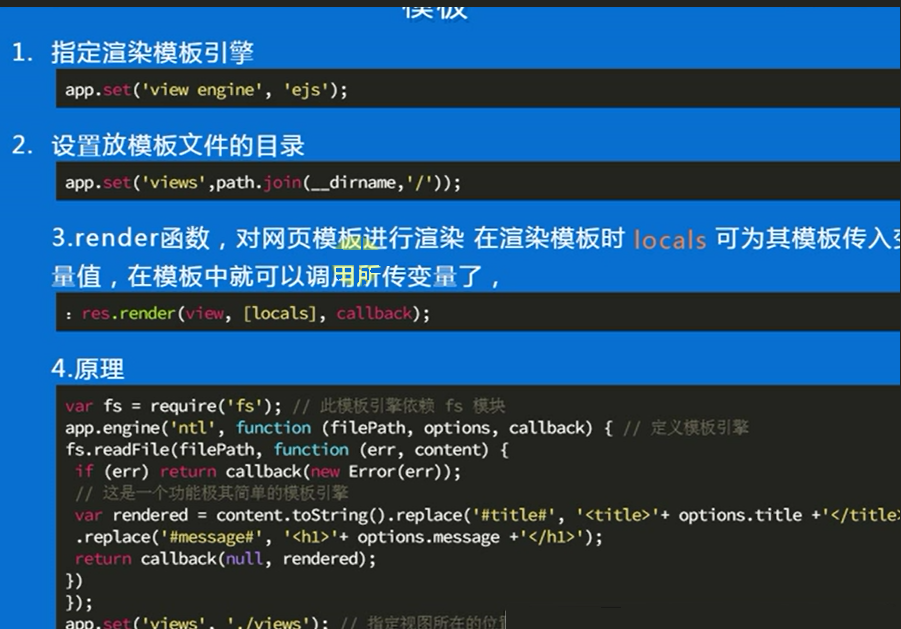 模板
1. 指定渲染模板引擎
app.set('view engine', 'ejs');
2. 设置放模板文件的目录
app.set('views',path.join(__dirname,'/'));
3.render函数，对网页模板进行渲染 在渲染模板时 locals 可为其模板传入
量值，在模板中就可以调用所传变量了，
: res.render(view, [locals], callback);
4.原理
var fs = require('fs'); // 此模板引擎依赖 fs 模块
app.engine('ntl', function (filePath, options, callback) { // 定义模板引擎
fs.readFile(filePath, function (err, content) {
if (err) return callback(new Error(err));
// 这是一个功能极其简单的模板引擎
var rendered = content.toString().replace('#title#', '<title>'+ options.title +'</title>
.replace('#message#', '<h1>'+ options.message +'</h1>');
return callback(null, rendered);
})
});
app.set('views', './views'); // 指定视图所在的位